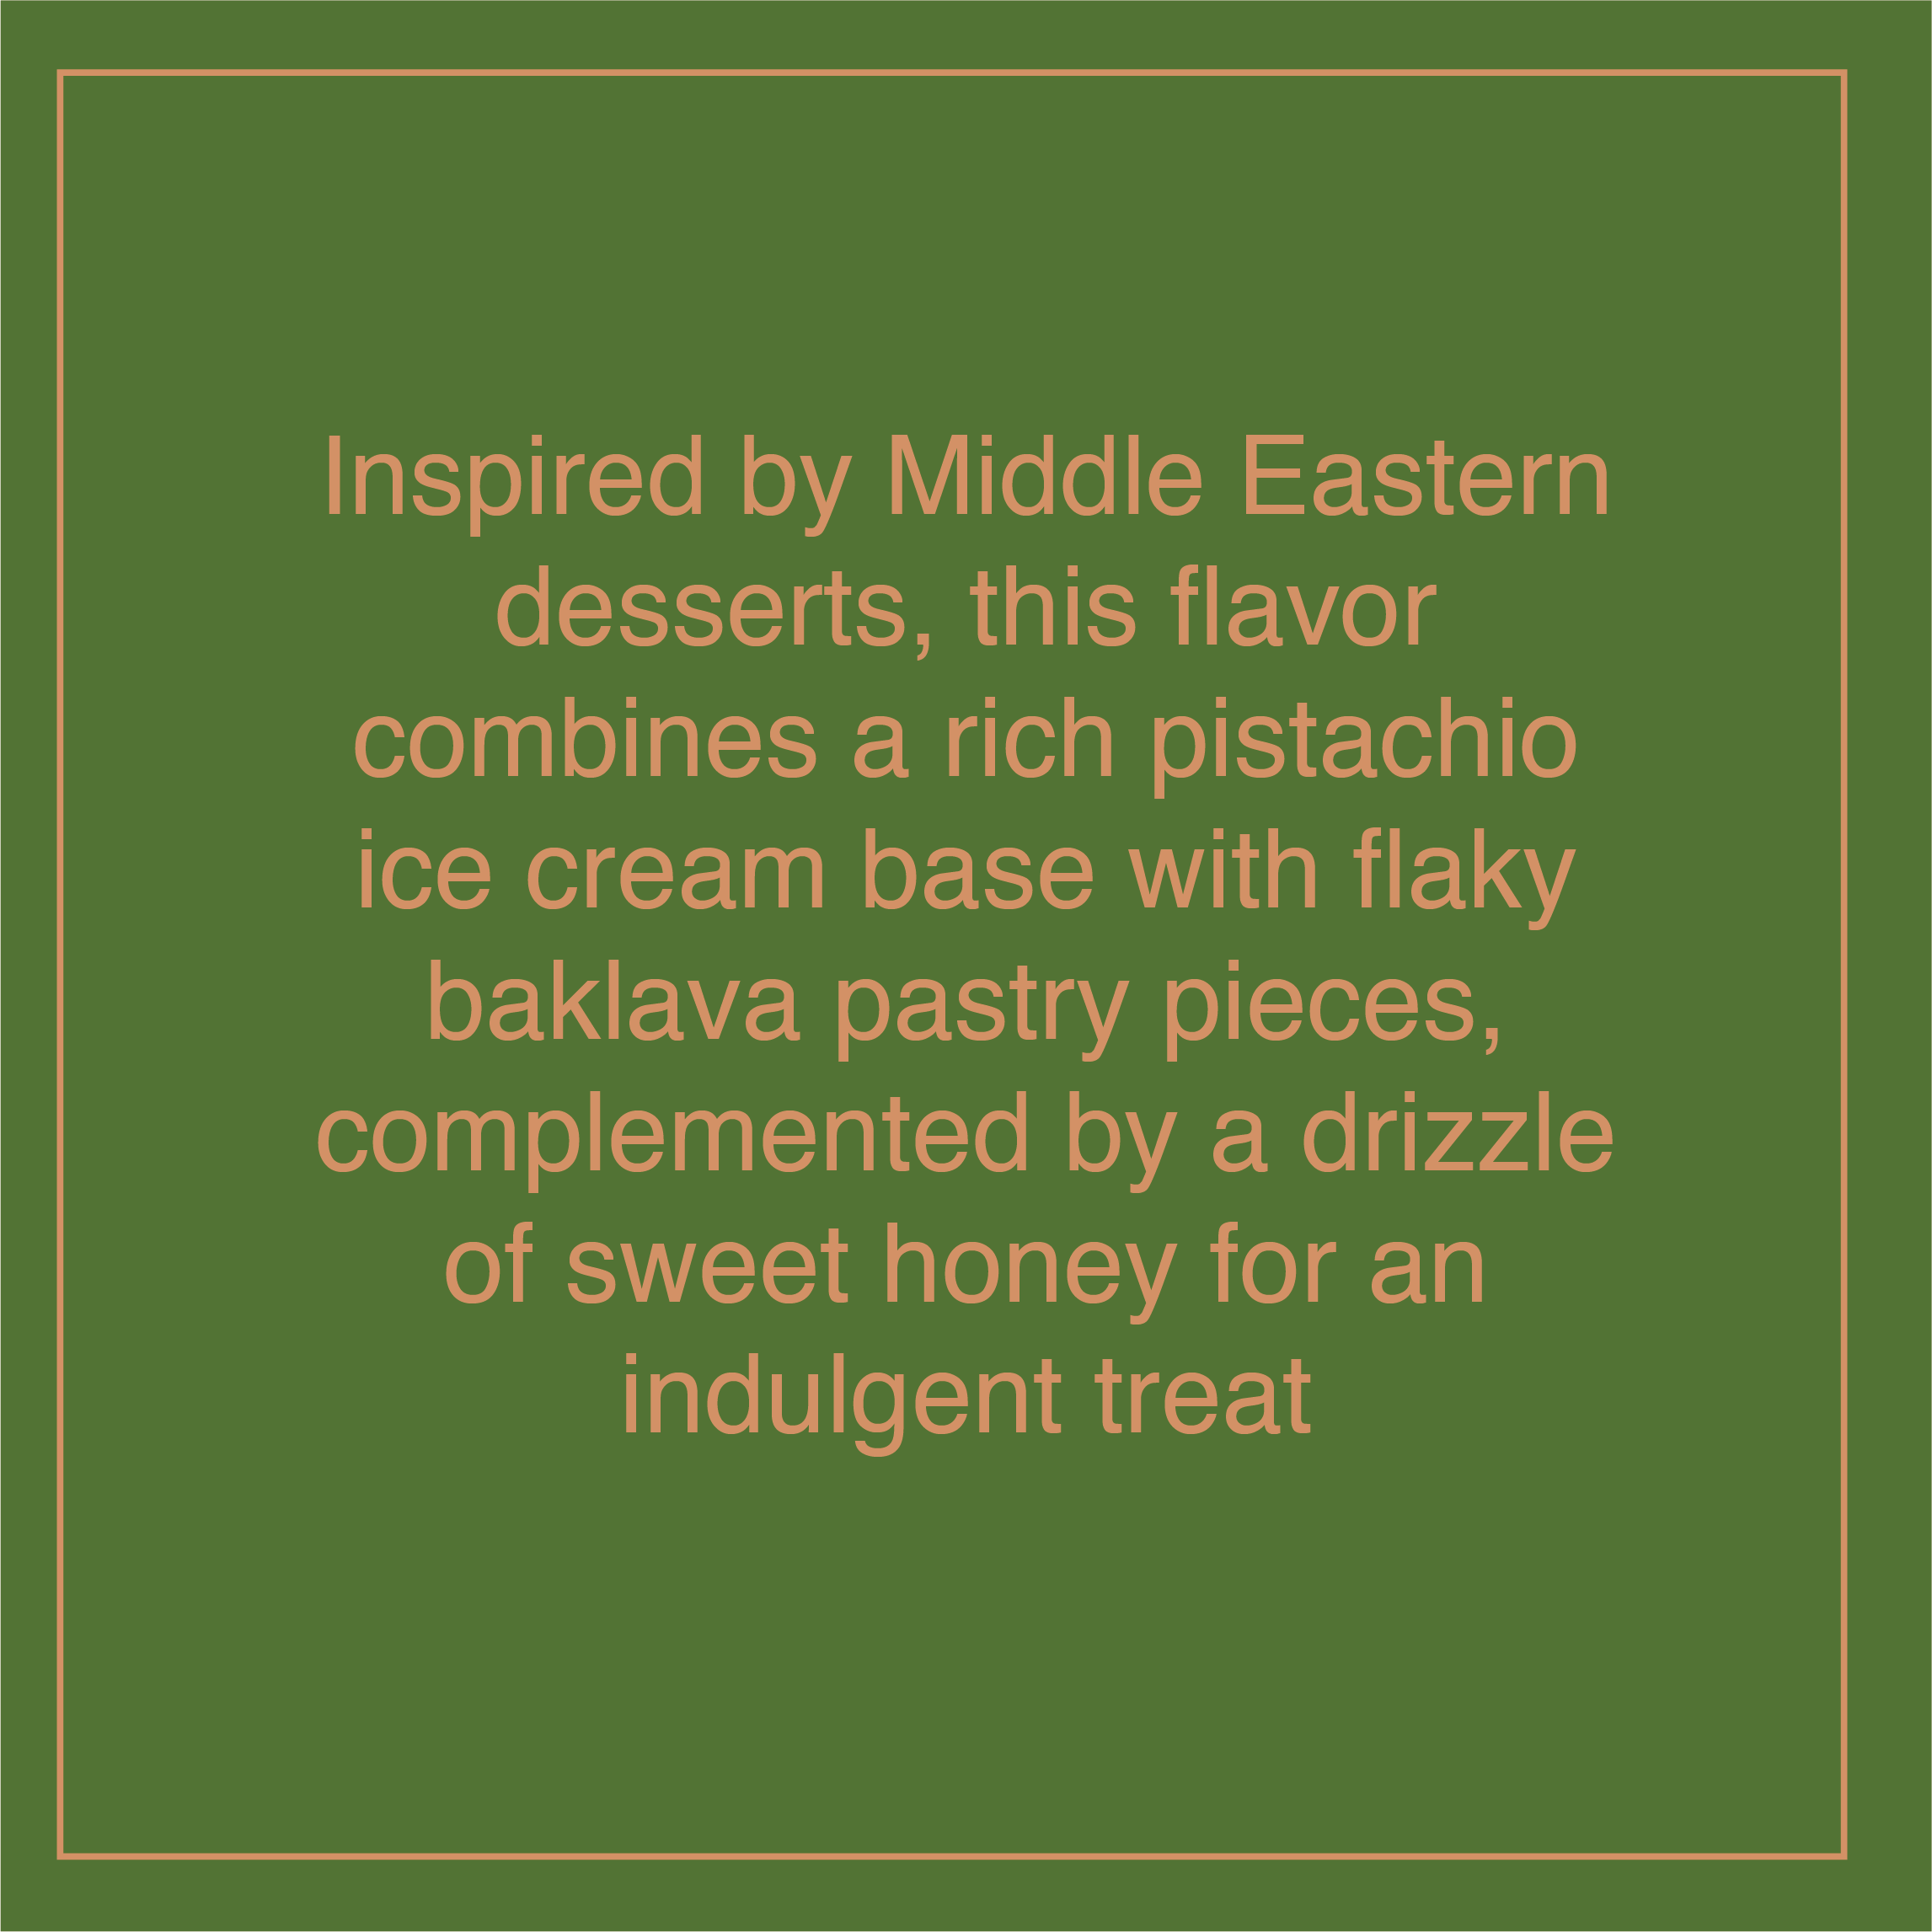 Inspired by Middle Eastern
desserts, this flavor
combines a rich pistachio
ice cream base with flaky
baklava pastry pieces,
complemented by a drizzle
of sweet honey for an
indulgent treat